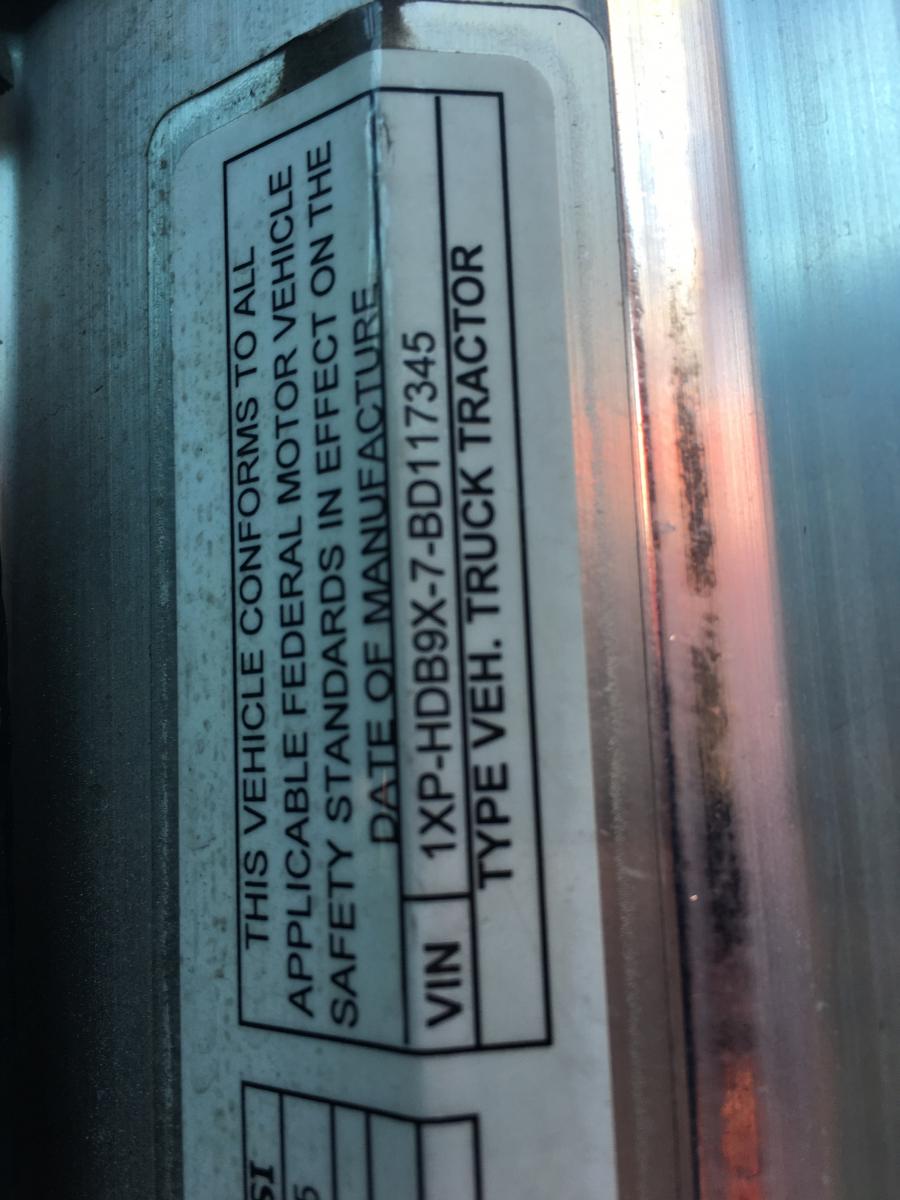 THIS VEHICLE CONFORMS TO ALL
APPLICABLE FEDERAL MOTOR VEHICLE
SAFETY STANDARDS IN EFFECT ON THE
DATE OF MANUFACTURE
VIN 1XP-HDB9X-7-BD117345
TYPE VEH. TRUCK TRACTOR